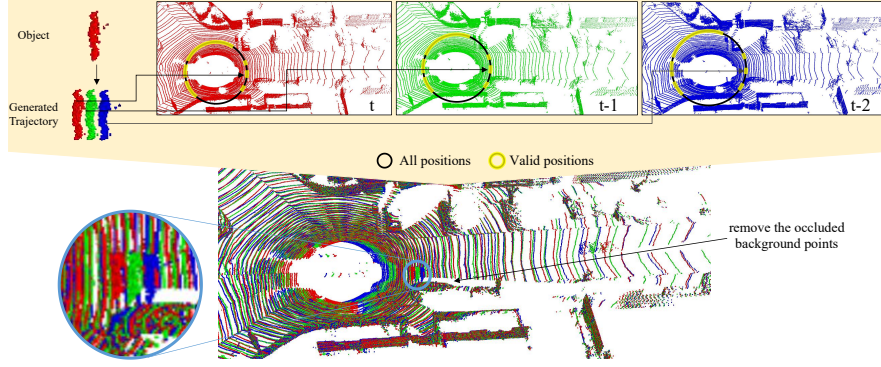 Object
Generated
Trajectory
t
t-1
t-2
All positions
Valid positions
remove the occluded
background points